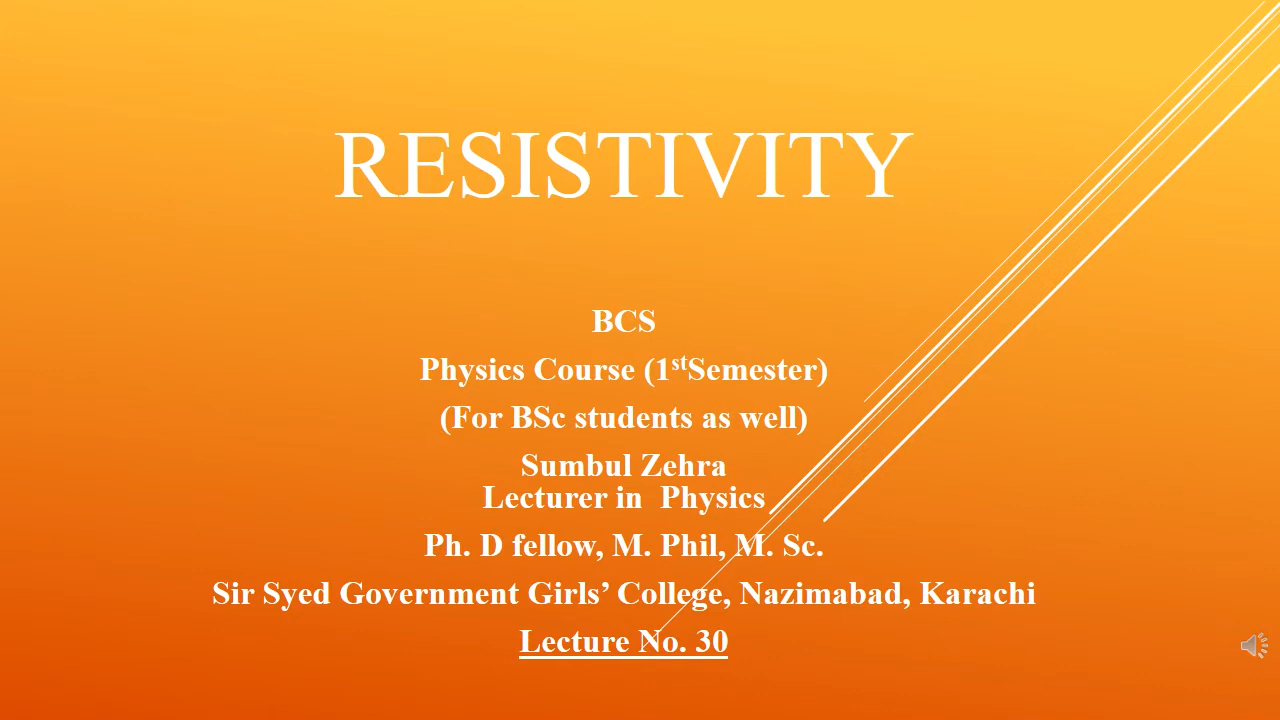 RESISTIVITY
BCS
Physics Course (1stSemester)
(For BSc students as well)
Sumbul Zehra
Lecturer in  Physics
Ph. D fellow, M. Phil, M. Sc.
Sir Syed Government Girls’ College, Nazimabad, Karachi
Lecture No. 30